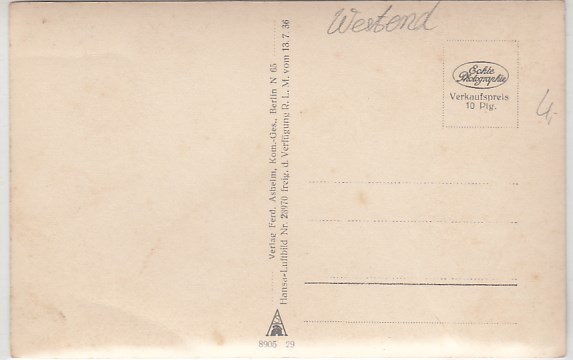 Westend
Echte
Photographie
Verkaufspreis
10 Pfg.
4,-
Verlag Ferd. Ashelm, Kom.-Ges., Berlin N 65
Hansa-Luftbild Nr. 20970 freig. d. Verfügung R. L. M. vom 13. 7. 36
8905 29